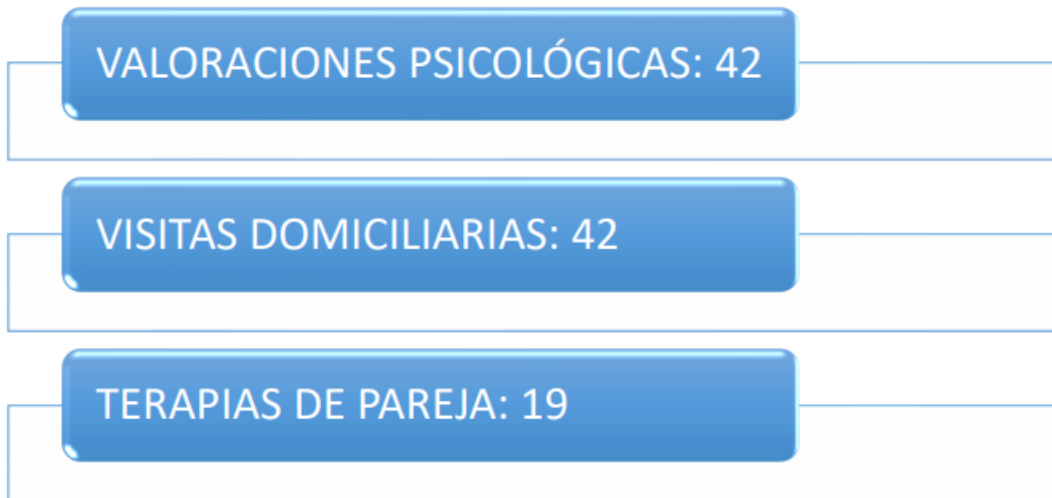 VALORACIONES PSICOLÓGICAS: 42
VISITAS DOMICILIARIAS: 42
TERAPIAS DE PAREJA: 19